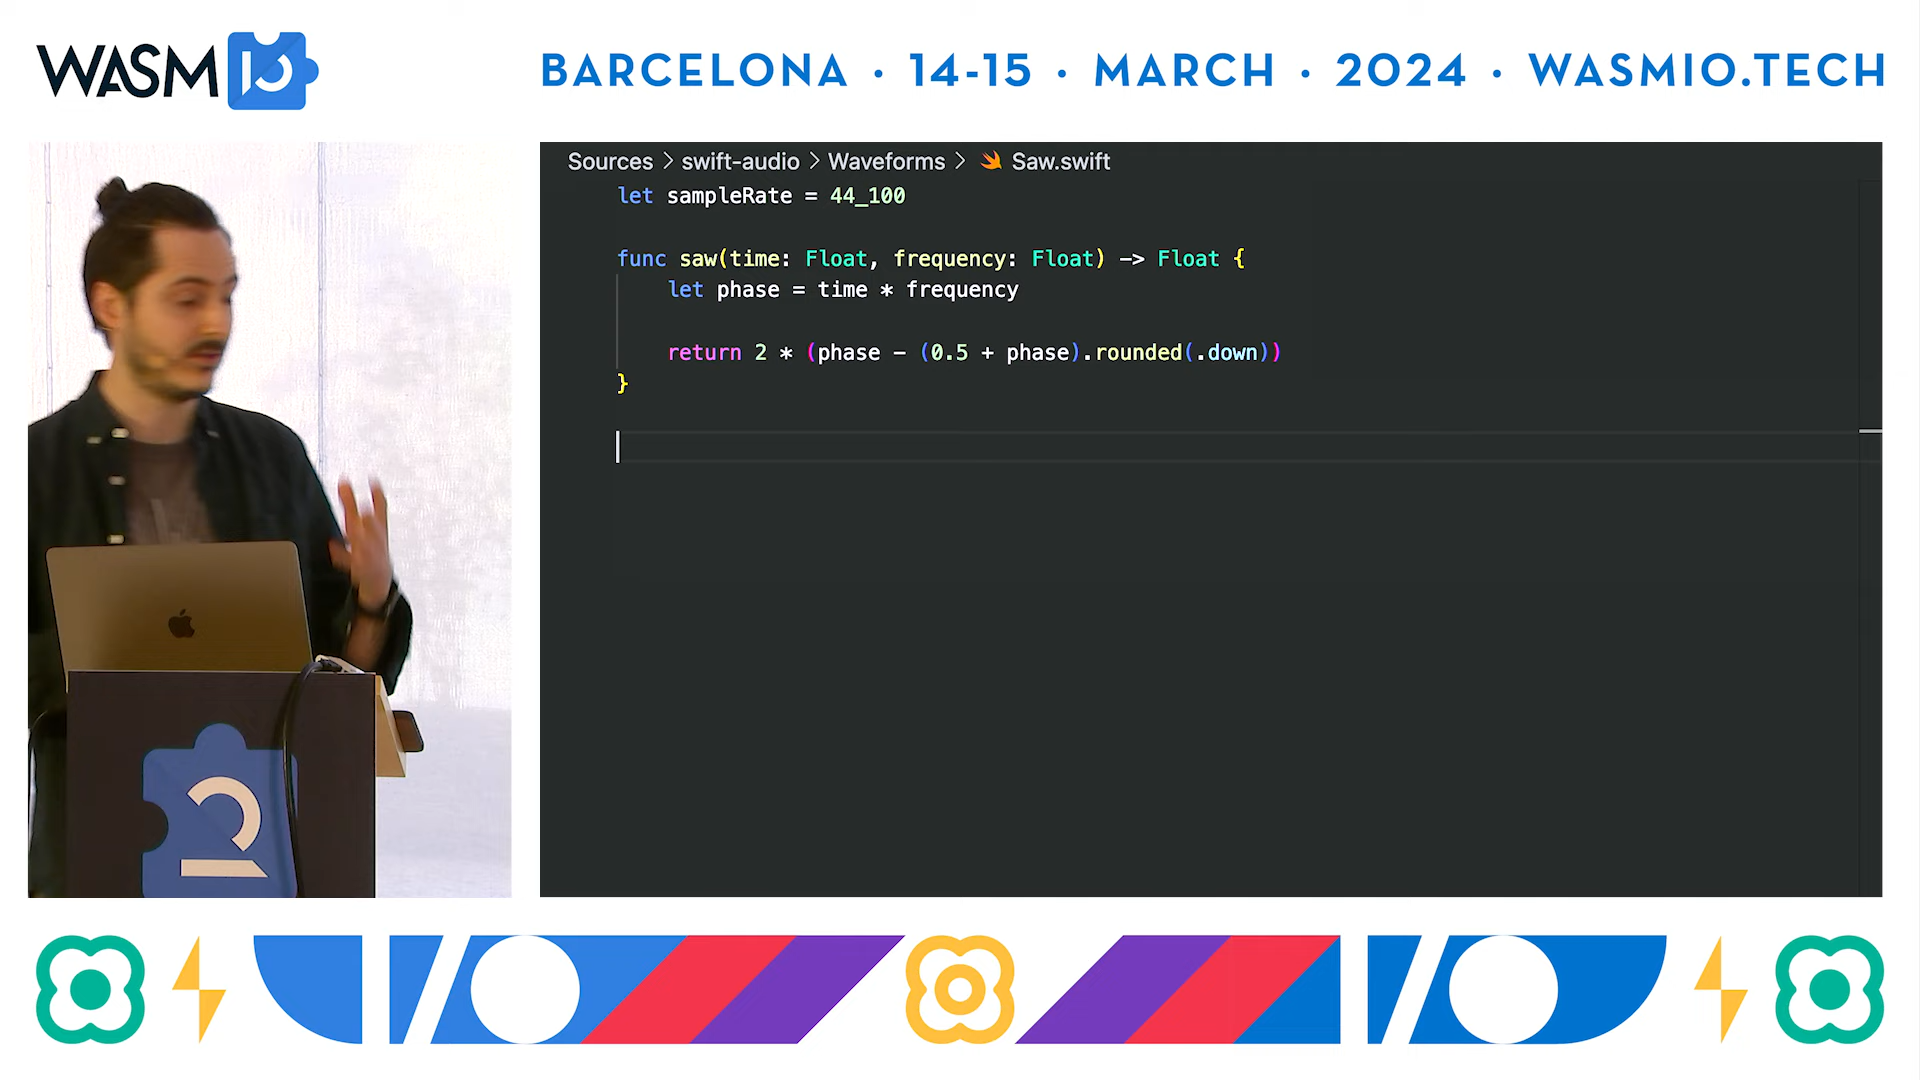 WASM IO
BARCELONA · 14-15 · MARCH · 2024 · WASMIO.TECH
Sources > swift-audio > Waveforms > Saw.swift
let sampleRate = 44_100
func saw(time: Float, frequency: Float) -> Float {
let phase = time * frequency
return 2 * (phase - (0.5 + phase).rounded(.down))
}